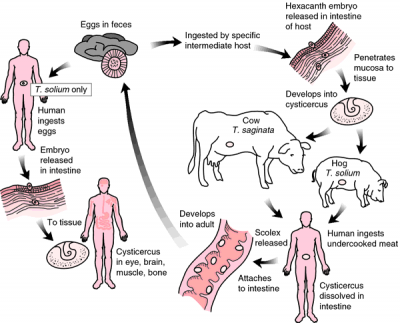 Eggs in feces
Ingested by specific
intermediate host
Hexacanth embryo
released in intestine
of host
Penetrates
mucosa to
tissue
Develops into
cysticercus
Cow
T. saginata
Hog
T. solium
Human ingests
undercooked meat
Cysticercus
dissolved in
intestine
Scolex
released
Attaches
to intestine
Develops
into adult
T. solium only
Human
ingests
eggs
Embryo
released
in intestine
To tissue
Cysticercus
in eye, brain,
muscle, bone